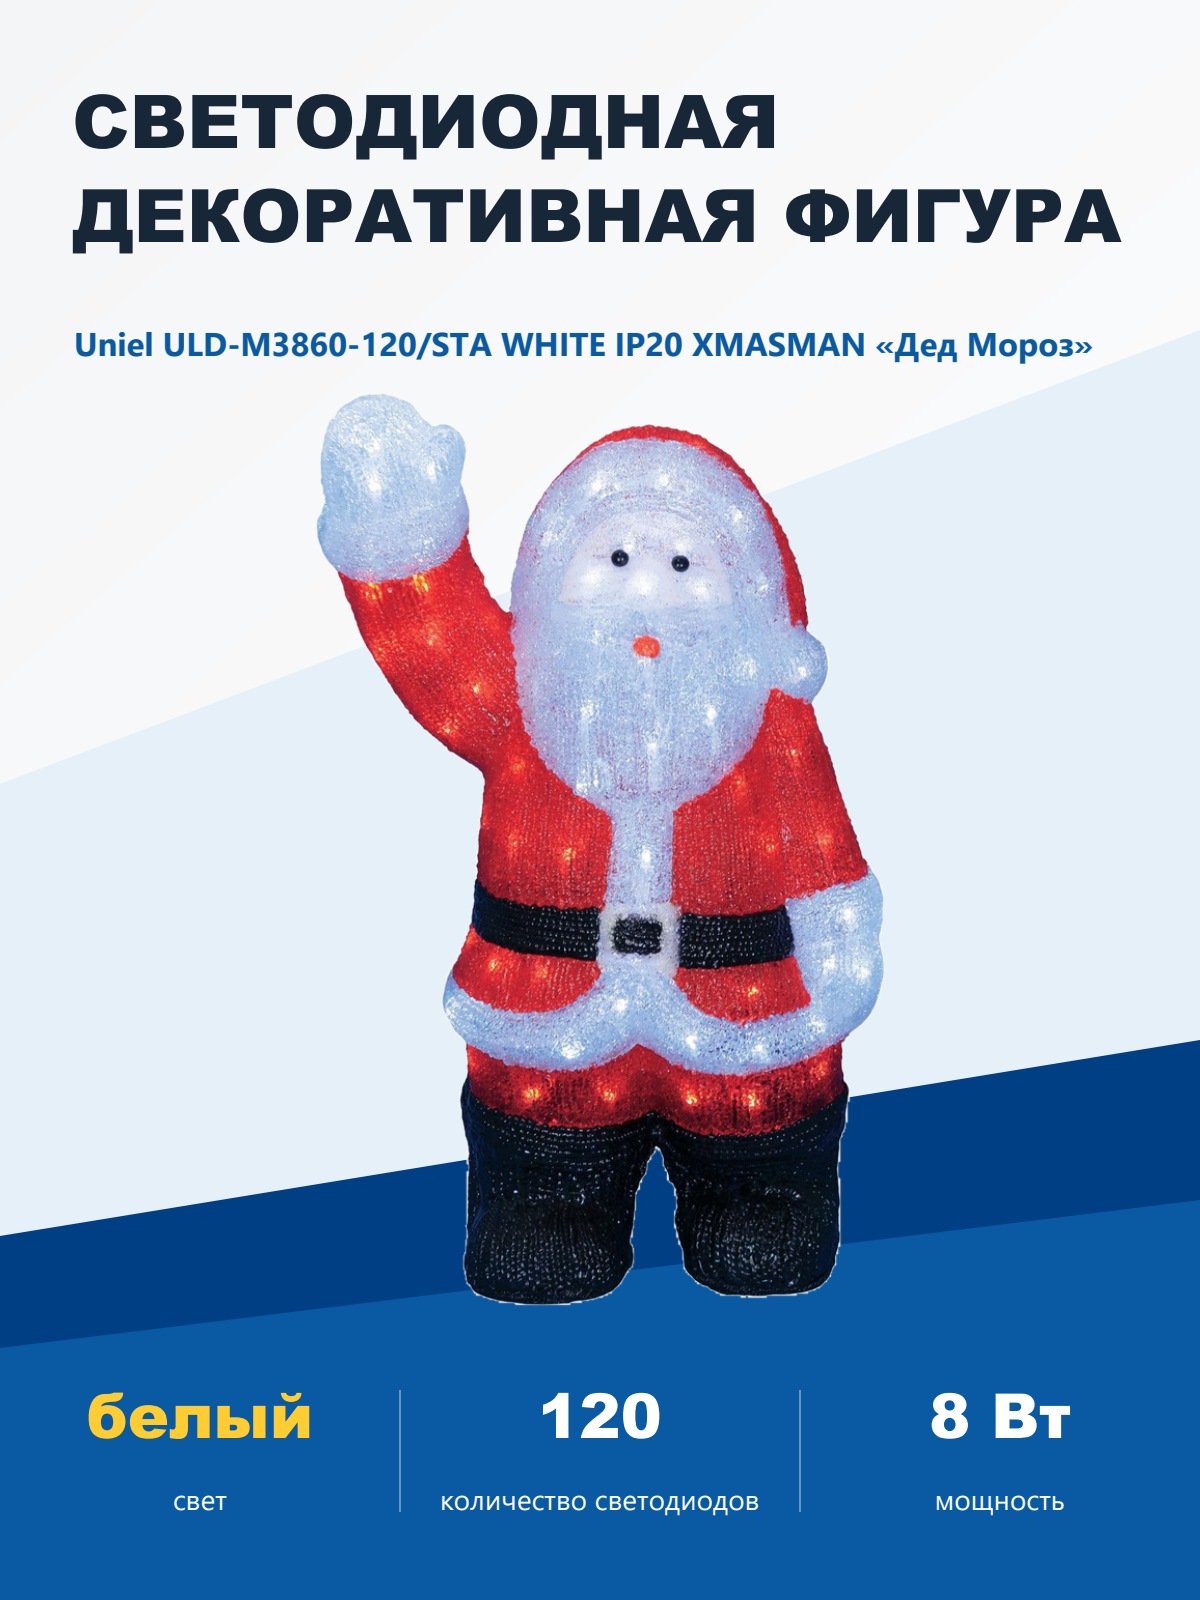 СВЕТОДИОДНАЯ
ДЕКОРАТИВНАЯ ФИГУРА
Uniel ULD-M3860-120/STA WHITE IP20 XMASMAN «Дед Мороз»
белый
свет
120
количество светодиодов
8 Вт
мощность